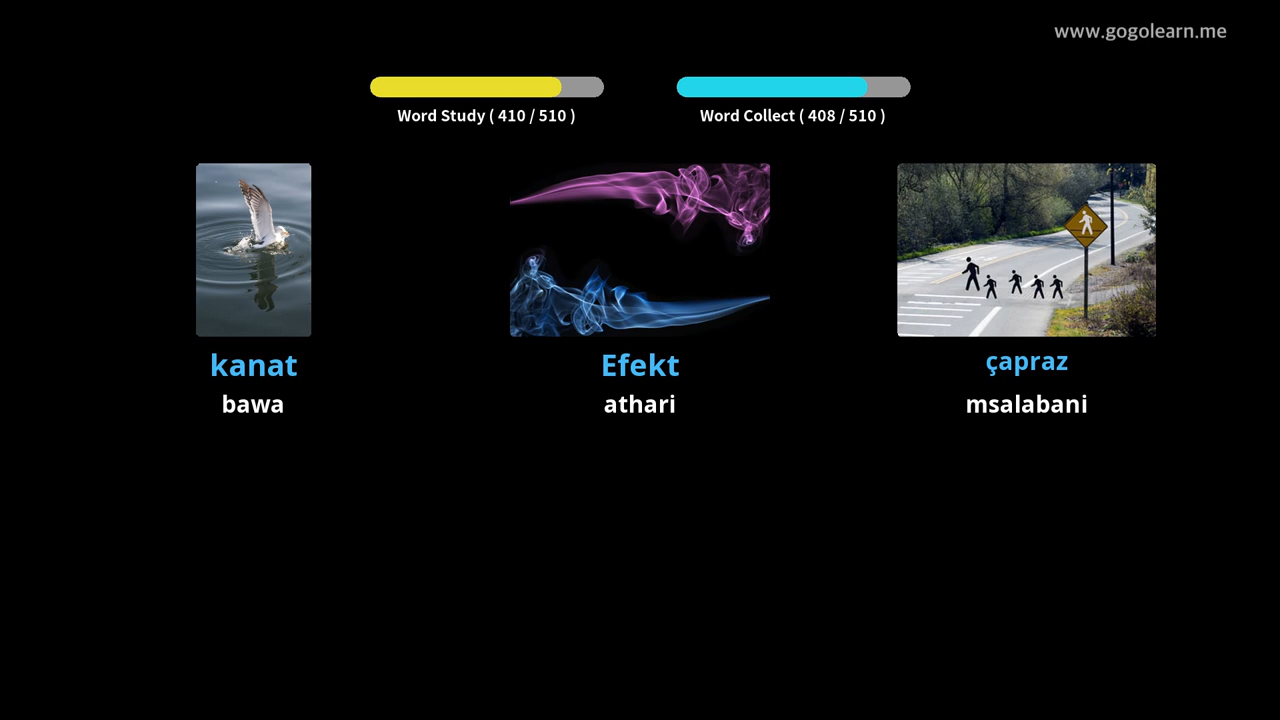 www.gogolearn.me
Word Study ( 410 / 510 )
Word Collect ( 408 / 510 )
kanat
bawa
Efekt
athari
çapraz
msalabani